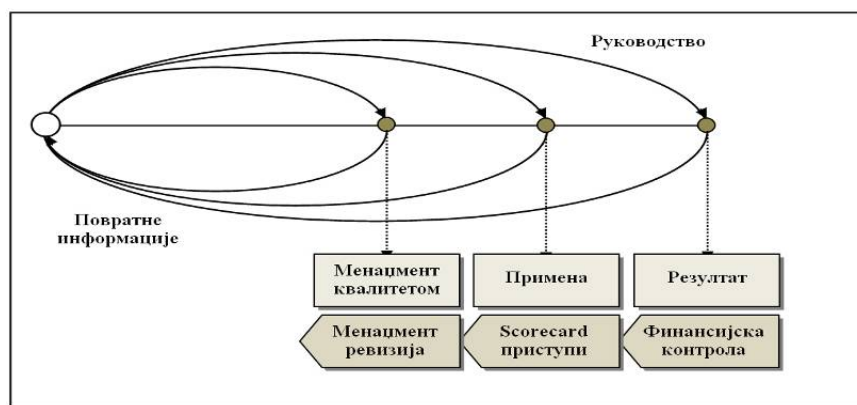 Руководство
Повратне
информације
Менаџмент
квалитетом
Примена
Резултат
Менаџмент
ревизија
Scorecard
приступи
Финансијска
контрола